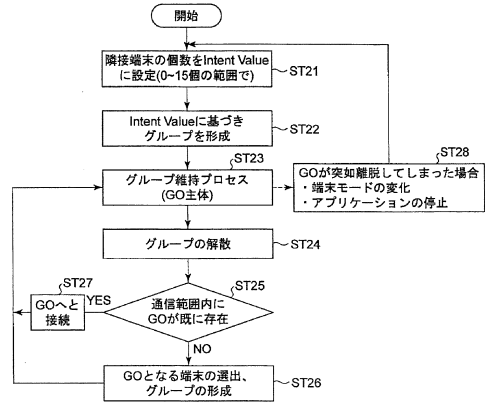 開始
隣接端末の個数をIntent Value
に設定(0~15個の範囲で)
ST21
Intent Valueに基づき
グループを形成
ST22
ST23
グループ維持プロセス
(GO主体)
ST28
GOが突如離脱してしまった場合
・端末モードの変化
・アプリケーションの停止
グループの解散
ST24
ST25
通信範囲内に
GOが既に存在
YES
ST27
GOへと
接続
NO
GOとなる端末の選出、
グループの形成
ST26